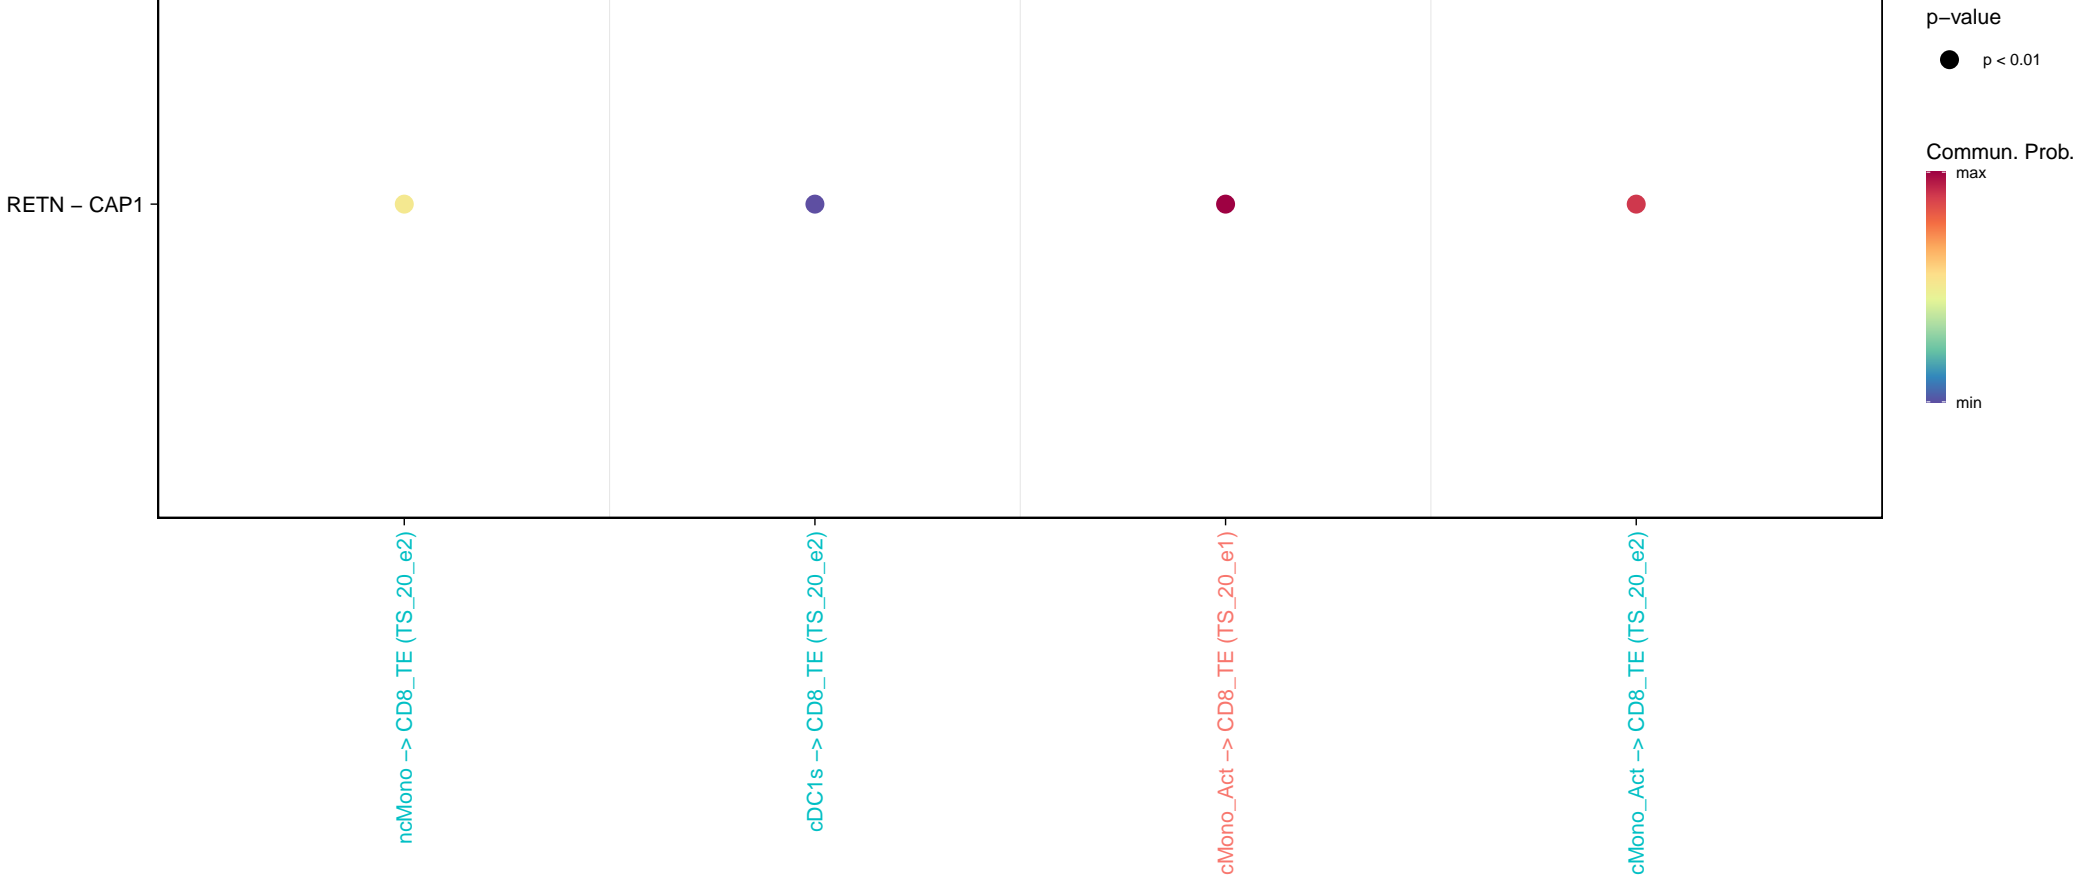 p−value
p < 0.01
Commun. Prob.
max
min
RETN − CAP1
ncMono −> CD8_TE (TS_20_e2)
cDC1s −> CD8_TE (TS_20_e2)
cMono_Act −> CD8_TE (TS_20_e1)
cMono_Act −> CD8_TE (TS_20_e2)